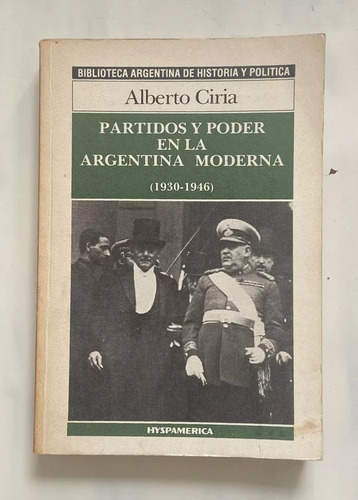 BIBLIOTECA ARGENTINA DE HISTORIA Y POLITICA
Alberto Ciria
PARTIDOS Y PODER
EN LA
ARGENTINA MODERNA
(1930-1946)
HYSPAMERICA